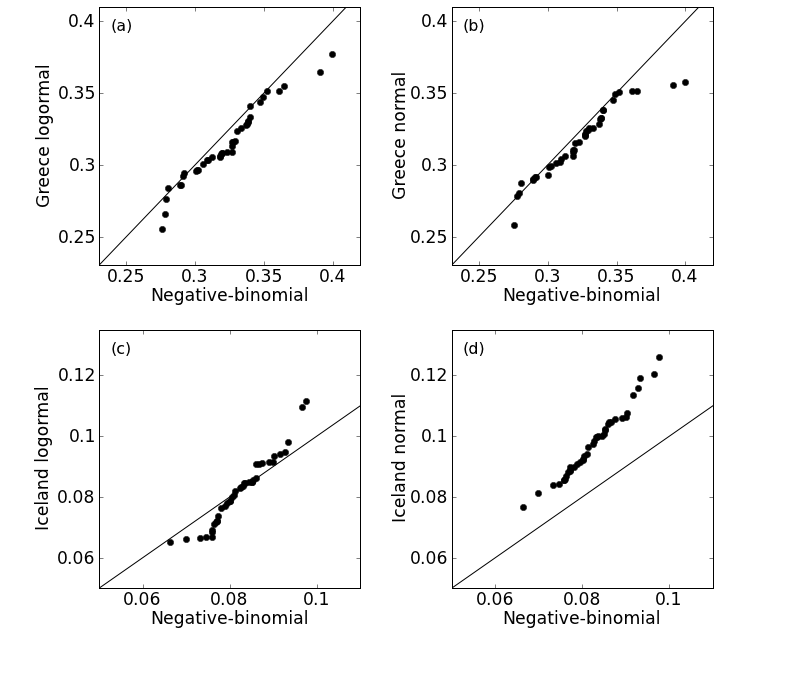 (a)
0.4
0.35
0.3
0.25
Greece logormal
0.25 0.3 0.35 0.4
Negative-binomial
(b)
0.4
0.35
0.3
0.25
Greece normal
0.25 0.3 0.35 0.4
Negative-binomial
(c)
0.12
0.1
0.08
0.06
Iceland logormal
0.06 0.08 0.1
Negative-binomial
(d)
0.12
0.1
0.08
0.06
Iceland normal
0.06 0.08 0.1
Negative-binomial